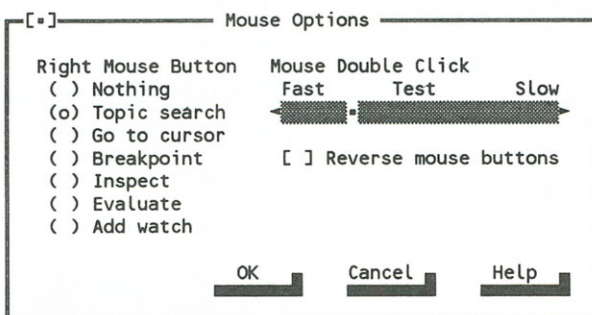 [▪] Mouse Options
Right Mouse Button Mouse Double Click
( ) Nothing Fast Test Slow
(o) Topic search
( ) Go to cursor
( ) Breakpoint [ ] Reverse mouse buttons
( ) Inspect
( ) Evaluate
( ) Add watch
OK Cancel Help